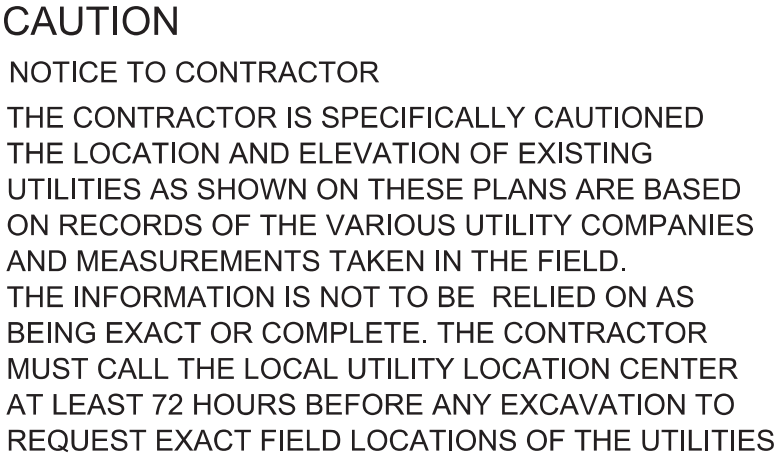 CAUTION
NOTICE TO CONTRACTOR
THE CONTRACTOR IS SPECIFICALLY CAUTIONED
THE LOCATION AND ELEVATION OF EXISTING
UTILITIES AS SHOWN ON THESE PLANS ARE BASED
ON RECORDS OF THE VARIOUS UTILITY COMPANIES
AND MEASUREMENTS TAKEN IN THE FIELD.
THE INFORMATION IS NOT TO BE  RELIED ON AS
BEING EXACT OR COMPLETE. THE CONTRACTOR
MUST CALL THE LOCAL UTILITY LOCATION CENTER
AT LEAST 72 HOURS BEFORE ANY EXCAVATION TO
REQUEST EXACT FIELD LOCATIONS OF THE UTILITIES